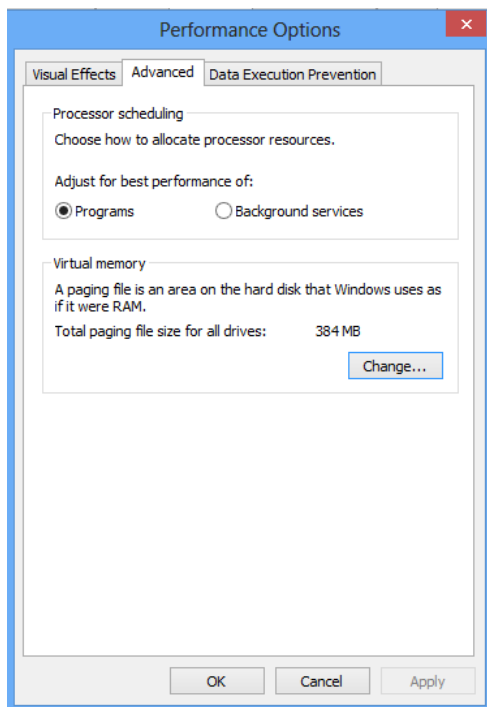 Performance Options
Visual Effects
Advanced
Data Execution Prevention
Processor scheduling
Choose how to allocate processor resources.
Adjust for best performance of:
Programs
Background services
Virtual memory
A paging file is an area on the hard disk that Windows uses as
if it were RAM.
Total paging file size for all drives: 384 MB
Change...
OK
Cancel
Apply